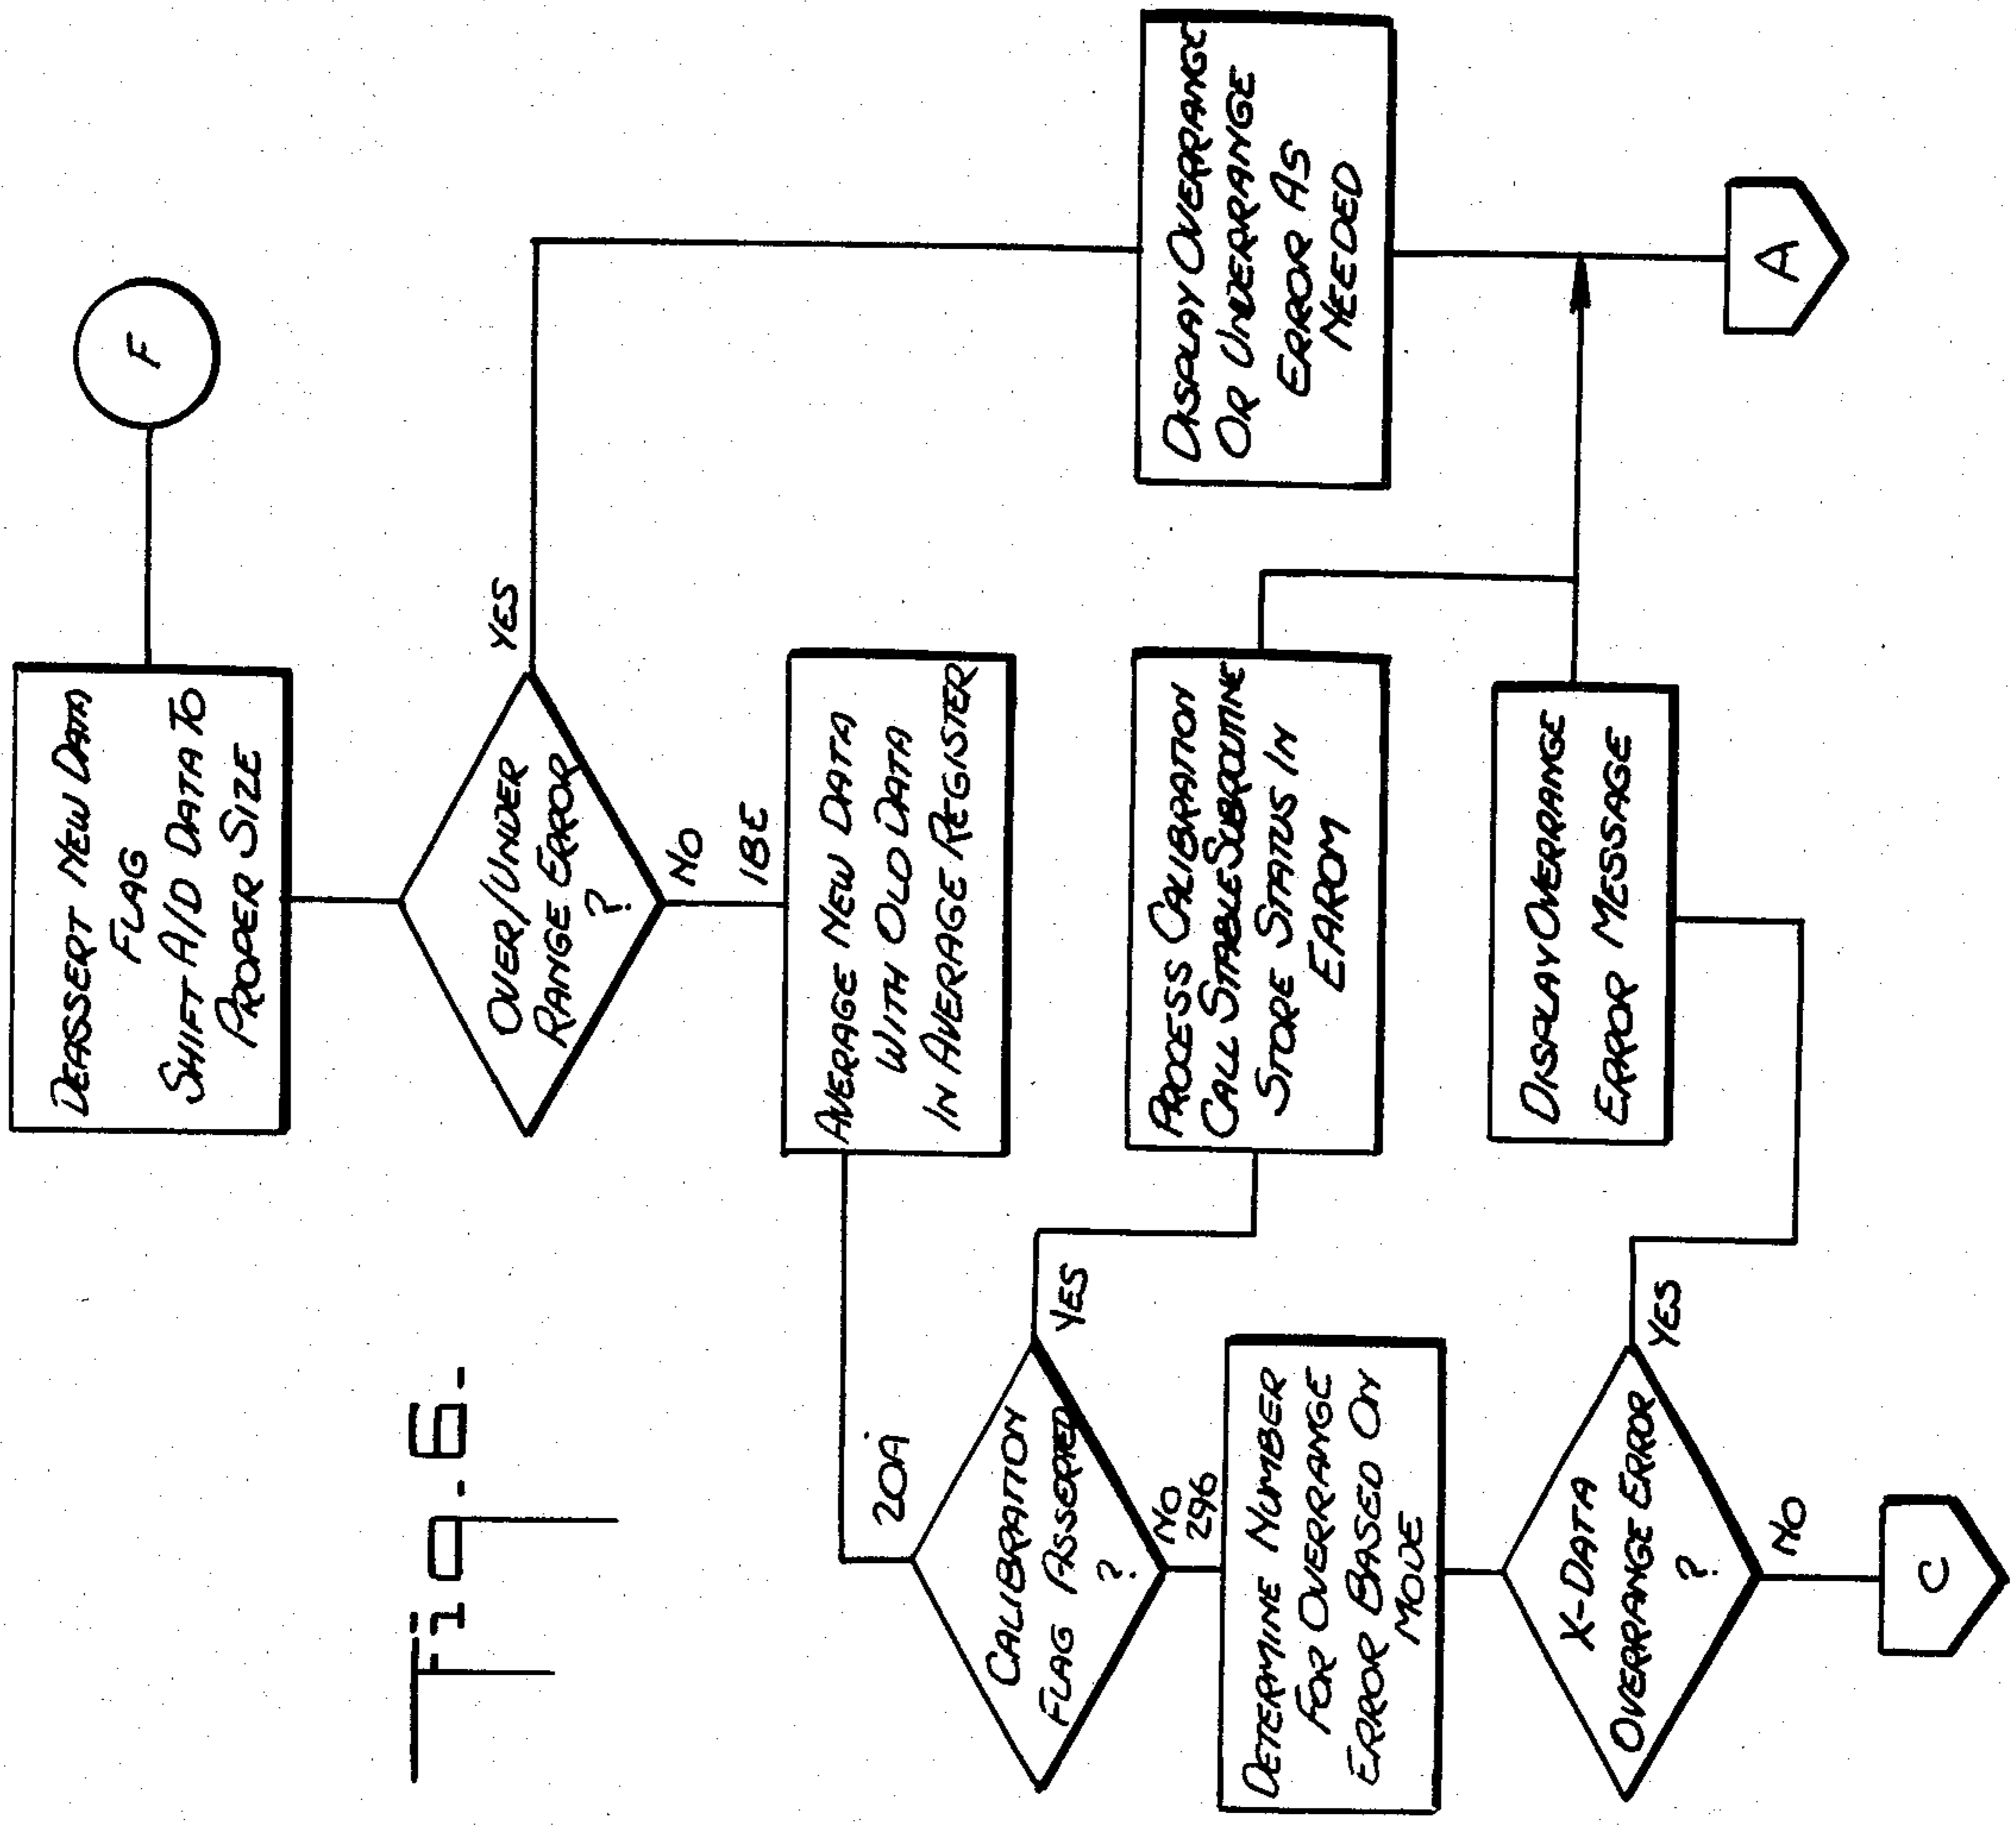 Fig. 6.
F
DEASSERT NEW DATA
FLAG
SHIFT A/D DATA TO
PROPER SIZE
OVER/UNDER
RANGE ERROR
?
YES
NO
1BE
AVERAGE NEW DATA
WITH OLD DATA
IN AVERAGE REGISTER
DISPLAY OVERRANGE
OR UNDERRANGE
ERROR AS
NEEDED
20A
CALIBRATION
FLAG ASSERTED
?
YES
NO
296
PROCESS CALIBRATION
CALL STABLE SUBROUTINE
STORE STATUS IN
EAROM
DETERMINE NUMBER
FOR OVERRANGE
ERROR BASED ON
MODE
X-DATA
OVERRANGE ERROR
?
YES
NO
DISPLAY OVERRANGE
ERROR MESSAGE
A
C